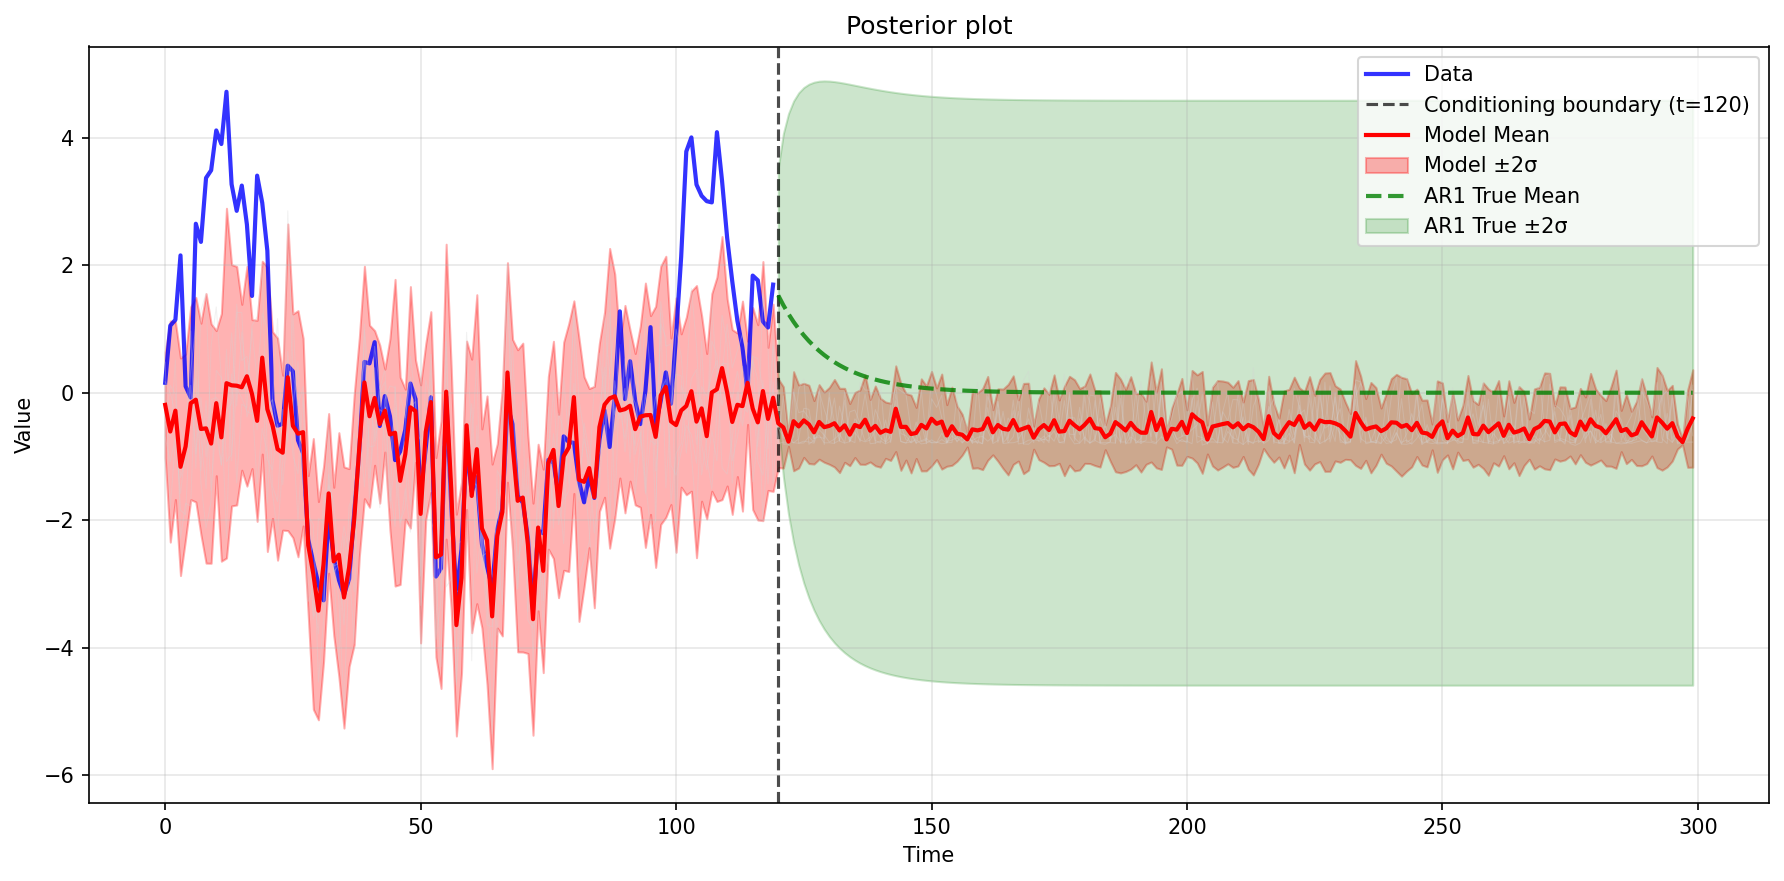 Posterior plot
Data
Conditioning boundary (t=120)
Model Mean
Model ±2σ
AR1 True Mean
AR1 True ±2σ
Value
4
2
0
−2
−4
−6
0
50
100
150
200
250
300
Time